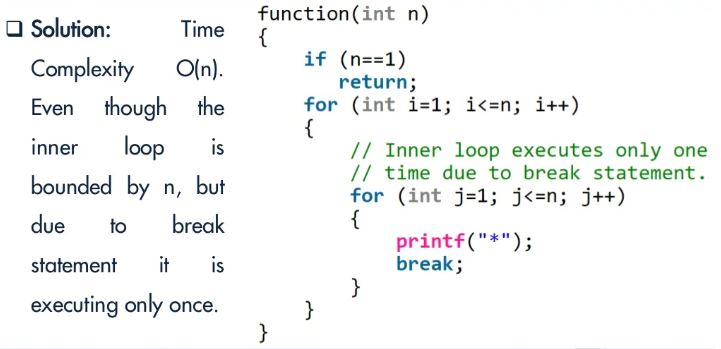 ❑ Solution: Time
Complexity O(n).
Even though the
inner loop is
bounded by n, but
due to break
statement it is
executing only once.
function(int n)
{
    if (n==1)
       return;
    for (int i=1; i<=n; i++)
    {
        // Inner loop executes only one
        // time due to break statement.
        for (int j=1; j<=n; j++)
        {
            printf("*");
            break;
        }
    }
}